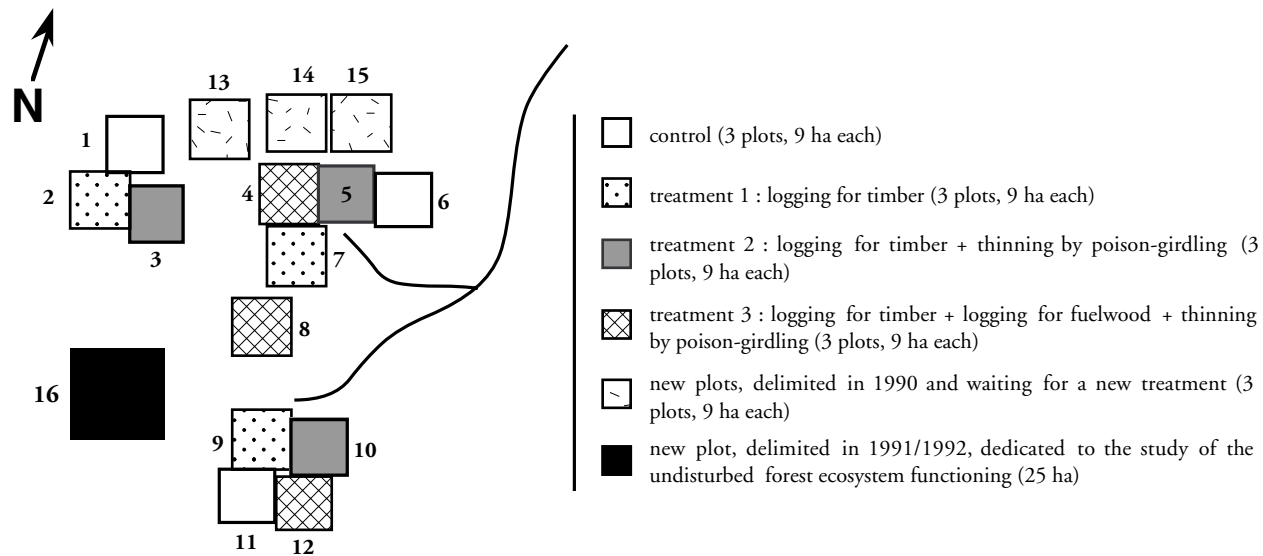 N
13
14
15
1
2
3
4
5
6
7
8
16
9
10
11
12
control (3 plots, 9 ha each)
treatment 1 : logging for timber (3 plots, 9 ha each)
treatment 2 : logging for timber + thinning by poison-girdling (3
plots, 9 ha each)
treatment 3 : logging for timber + logging for fuelwood + thinning
by poison-girdling (3 plots, 9 ha each)
new plots, delimited in 1990 and waiting for a new treatment (3
plots, 9 ha each)
new plot, delimited in 1991/1992, dedicated to the study of the
undisturbed forest ecosystem functioning (25 ha)